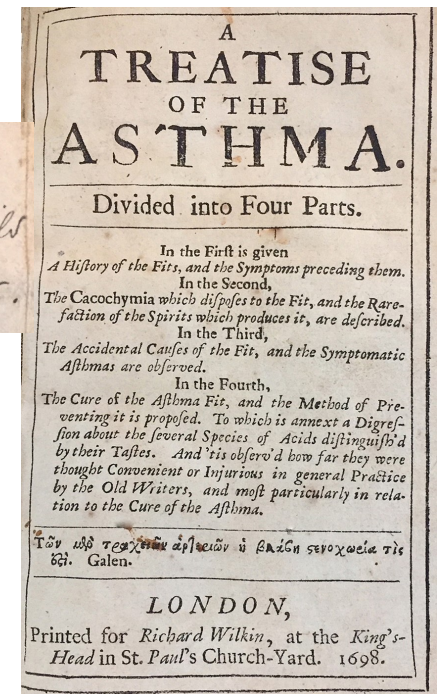 A
TREATISE
OF THE
ASTHMA.
Divided into Four Parts.
In the Firſt is given
A Hiſtory of the Fits, and the Symptoms preceding them.
In the Second,
The Cacochymia which diſpoſes to the Fit, and the Rare-
faction of the Spirits which produces it, are deſcribed.
In the Third,
The Accidental Cauſes of the Fit, and the Symptomatic
Aſthmas are obſerved.
In the Fourth,
The Cure of the Aſthma Fit, and the Method of Pre-
venting it is propoſed. To which is annext a Digreſ-
ſion about the ſeveral Species of Acids diſtinguiſh'd
by their Taſtes. And 'tis obſerv'd how far they were
thought Convenient or Injurious in general Practice
by the Old Writers, and moſt particularly in rela-
tion to the Cure of the Aſthma.
Τῶν τραχειῶν ἀρτηριῶν ἡ βλάβη ςενοχωρία τὶς
Galen.
LONDON,
Printed for Richard Wilkin, at the King's-
Head in St. Paul's Church-Yard. 1698.